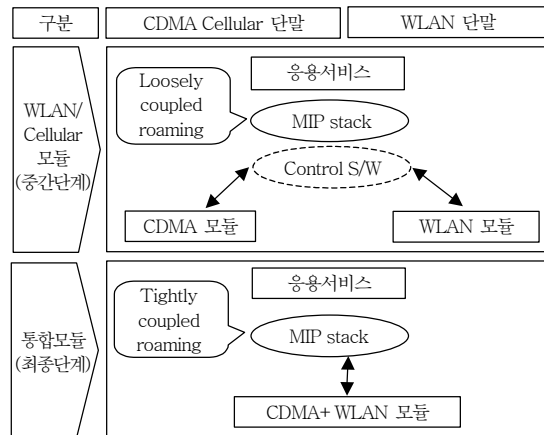 구분
CDMA Cellular 단말
WLAN 단말
WLAN/
Cellular
모듈
(중간단계)
Loosely
coupled
roaming
응용서비스
MIP stack
Control S/W
CDMA 모듈
WLAN 모듈
통합모듈
(최종단계)
Tightly
coupled
roaming
응용서비스
MIP stack
CDMA+ WLAN 모듈